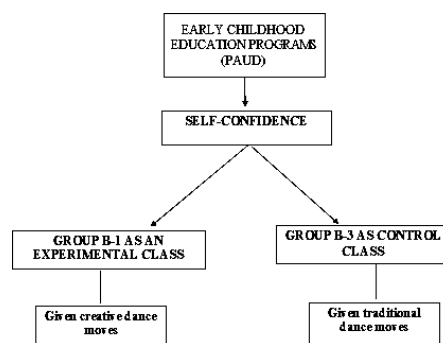 EARLY CHILDHOOD
EDUCATION PROGRAMS
(PAUD)
SELF-CONFIDENCE
GROUP B-1 AS AN
EXPERIMENTAL CLASS
GROUP B-3 AS CONTROL
CLASS
Given creative dance
moves
Given traditional
dance moves